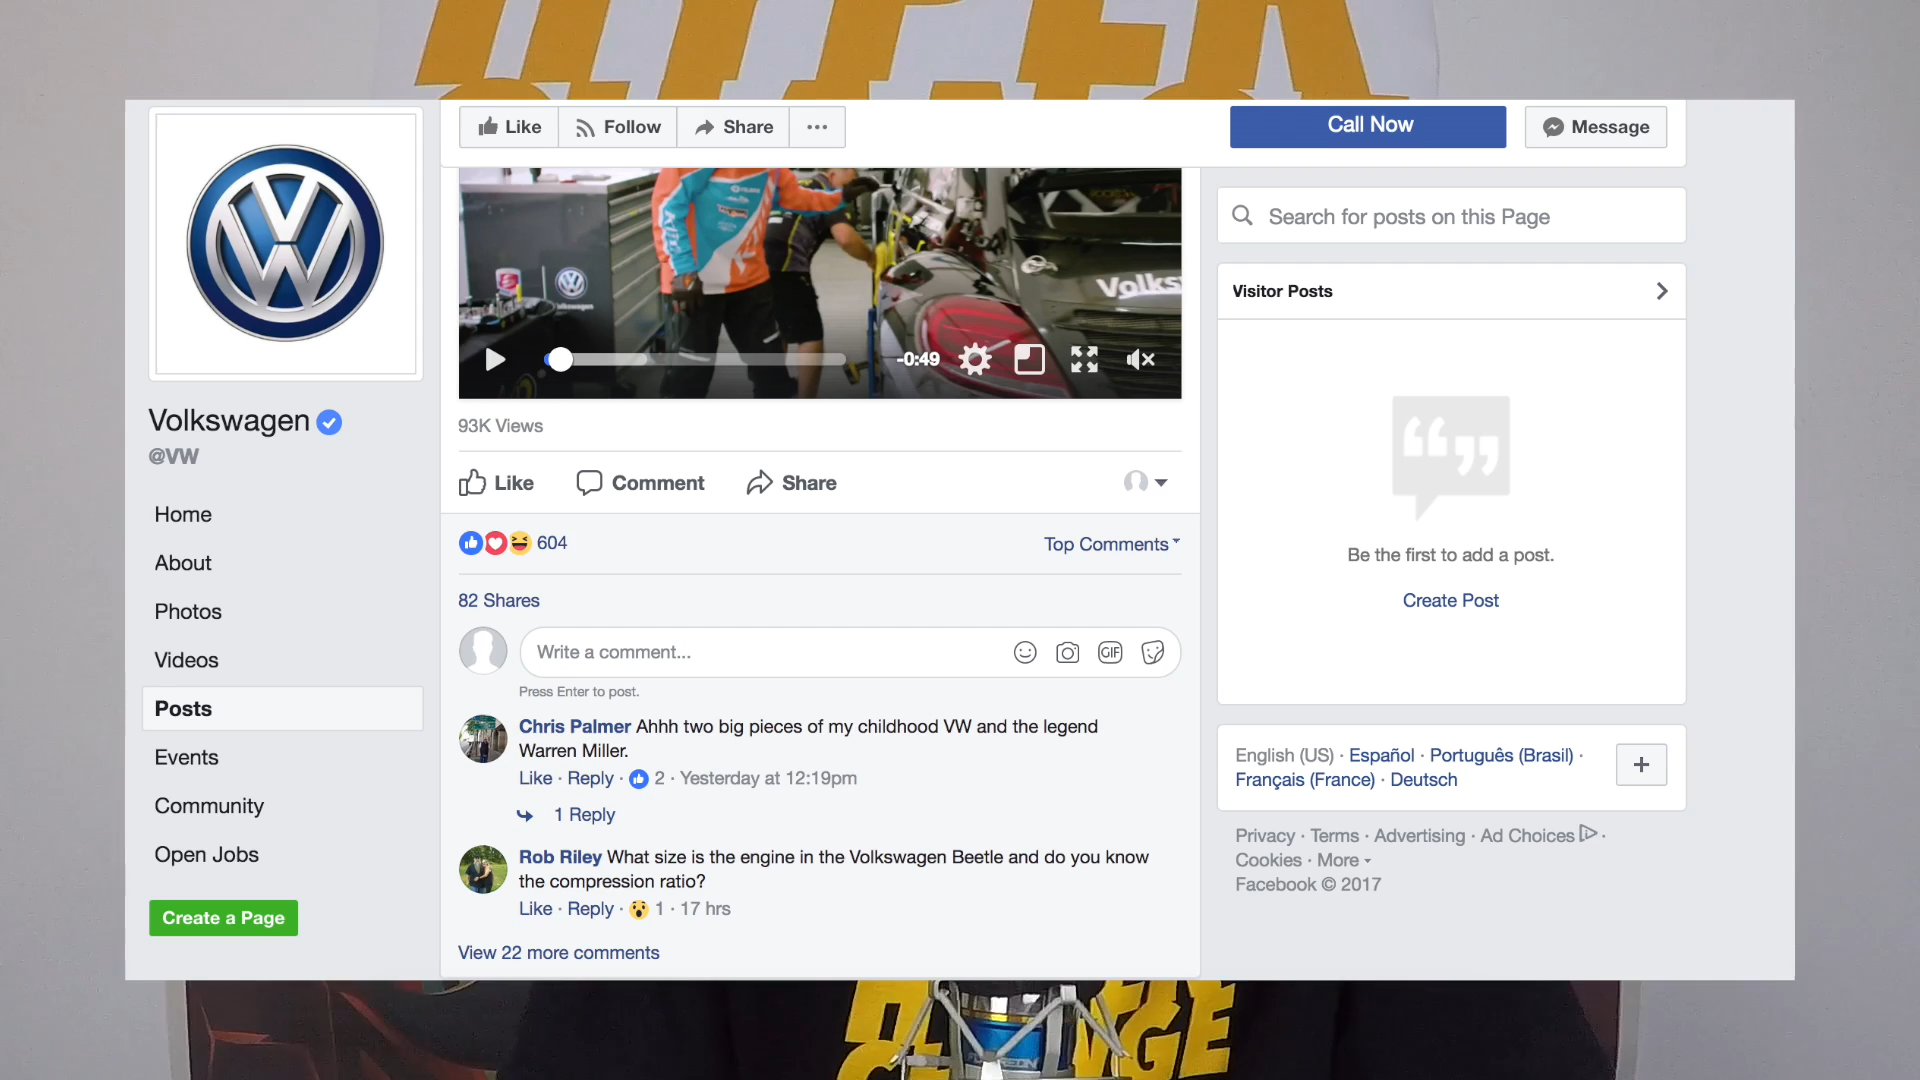 HYPER
Like Follow Share
Call Now Message
Volks
Volkswagen
-0:49
93K Views
Like Comment Share
604 Top Comments
82 Shares
Write a comment... GIF
Press Enter to post.
Chris Palmer Ahhh two big pieces of my childhood VW and the legend
Warren Miller.
Like · Reply · 2 · Yesterday at 12:19pm
1 Reply
Rob Riley What size is the engine in the Volkswagen Beetle and do you know
the compression ratio?
Like · Reply · 1 · 17 hrs
View 22 more comments
Volkswagen
@VW
Home
About
Photos
Videos
Posts
Events
Community
Open Jobs
Create a Page
Search for posts on this Page
Visitor Posts
Be the first to add a post.
Create Post
English (US) · Español · Português (Brasil) ·
Français (France) · Deutsch
Privacy · Terms · Advertising · Ad Choices ·
Cookies · More
Facebook © 2017